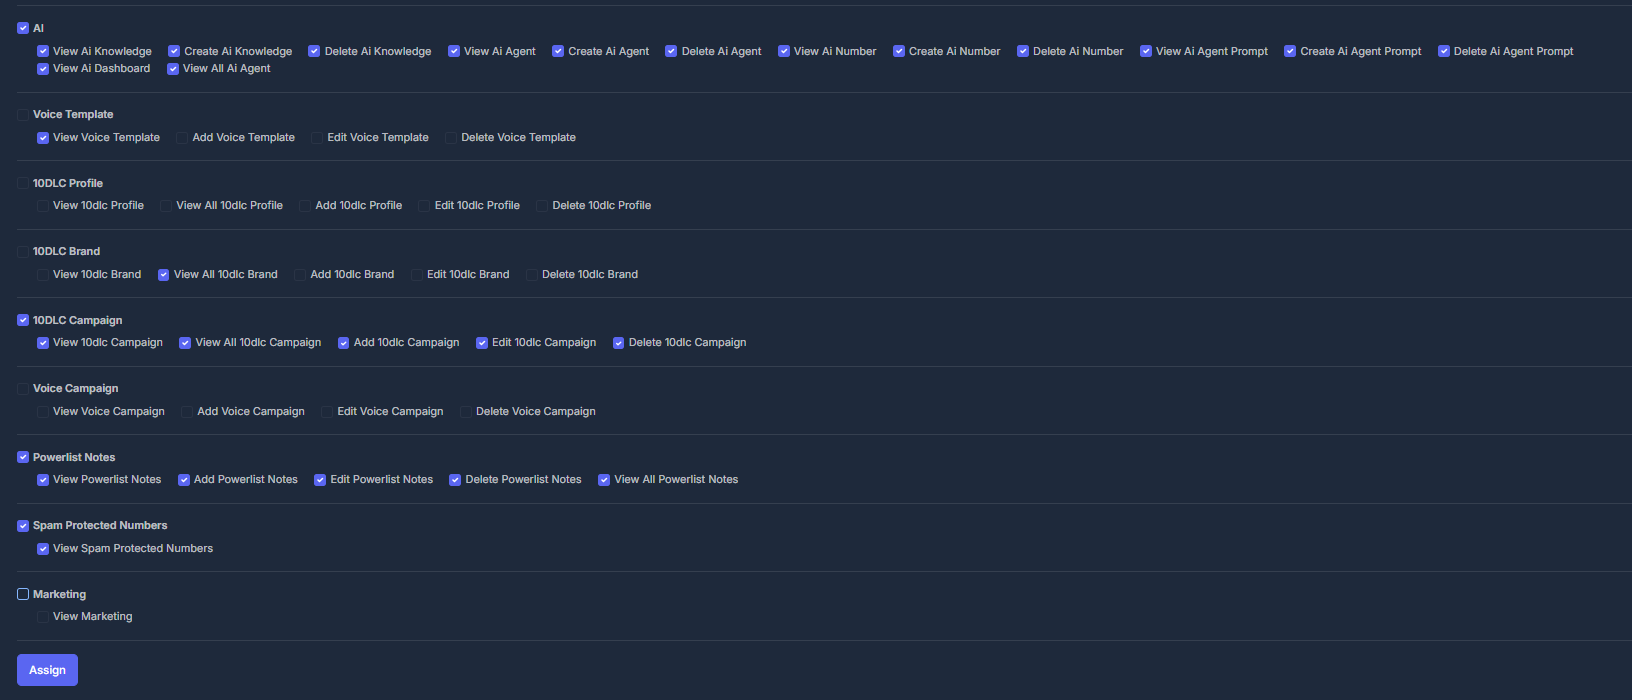 AI
View Ai Knowledge Create Ai Knowledge Delete Ai Knowledge View Ai Agent Create Ai Agent Delete Ai Agent View Ai Number Create Ai Number Delete Ai Number View Ai Agent Prompt Create Ai Agent Prompt Delete Ai Agent Prompt
View Ai Dashboard View All Ai Agent
Voice Template
View Voice Template Add Voice Template Edit Voice Template Delete Voice Template
10DLC Profile
View 10dlc Profile View All 10dlc Profile Add 10dlc Profile Edit 10dlc Profile Delete 10dlc Profile
10DLC Brand
View 10dlc Brand View All 10dlc Brand Add 10dlc Brand Edit 10dlc Brand Delete 10dlc Brand
10DLC Campaign
View 10dlc Campaign View All 10dlc Campaign Add 10dlc Campaign Edit 10dlc Campaign Delete 10dlc Campaign
Voice Campaign
View Voice Campaign Add Voice Campaign Edit Voice Campaign Delete Voice Campaign
Powerlist Notes
View Powerlist Notes Add Powerlist Notes Edit Powerlist Notes Delete Powerlist Notes View All Powerlist Notes
Spam Protected Numbers
View Spam Protected Numbers
Marketing
View Marketing
Assign